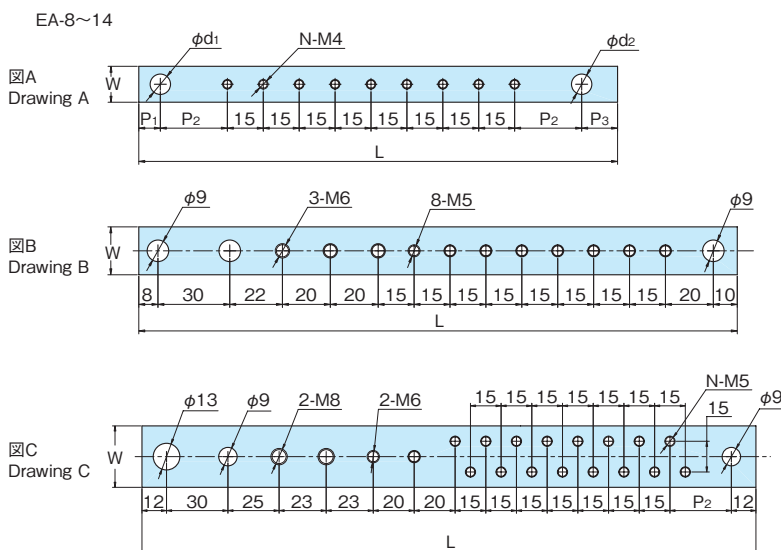 EA-8～14
φd1
N-M4
φd2
図A
Drawing A
W
P1
P2
15
15
15
15
15
15
15
15
P2
P3
L
φ9
3-M6
8-M5
φ9
図B
Drawing B
W
8
30
22
20
20
15
15
15
15
15
15
15
15
20
10
L
φ13
φ9
2-M8
2-M6
15
15
15
15
15
15
15
N-M5
15
φ9
図C
Drawing C
W
12
30
25
23
23
20
20
15
15
15
15
15
15
15
P2
12
L